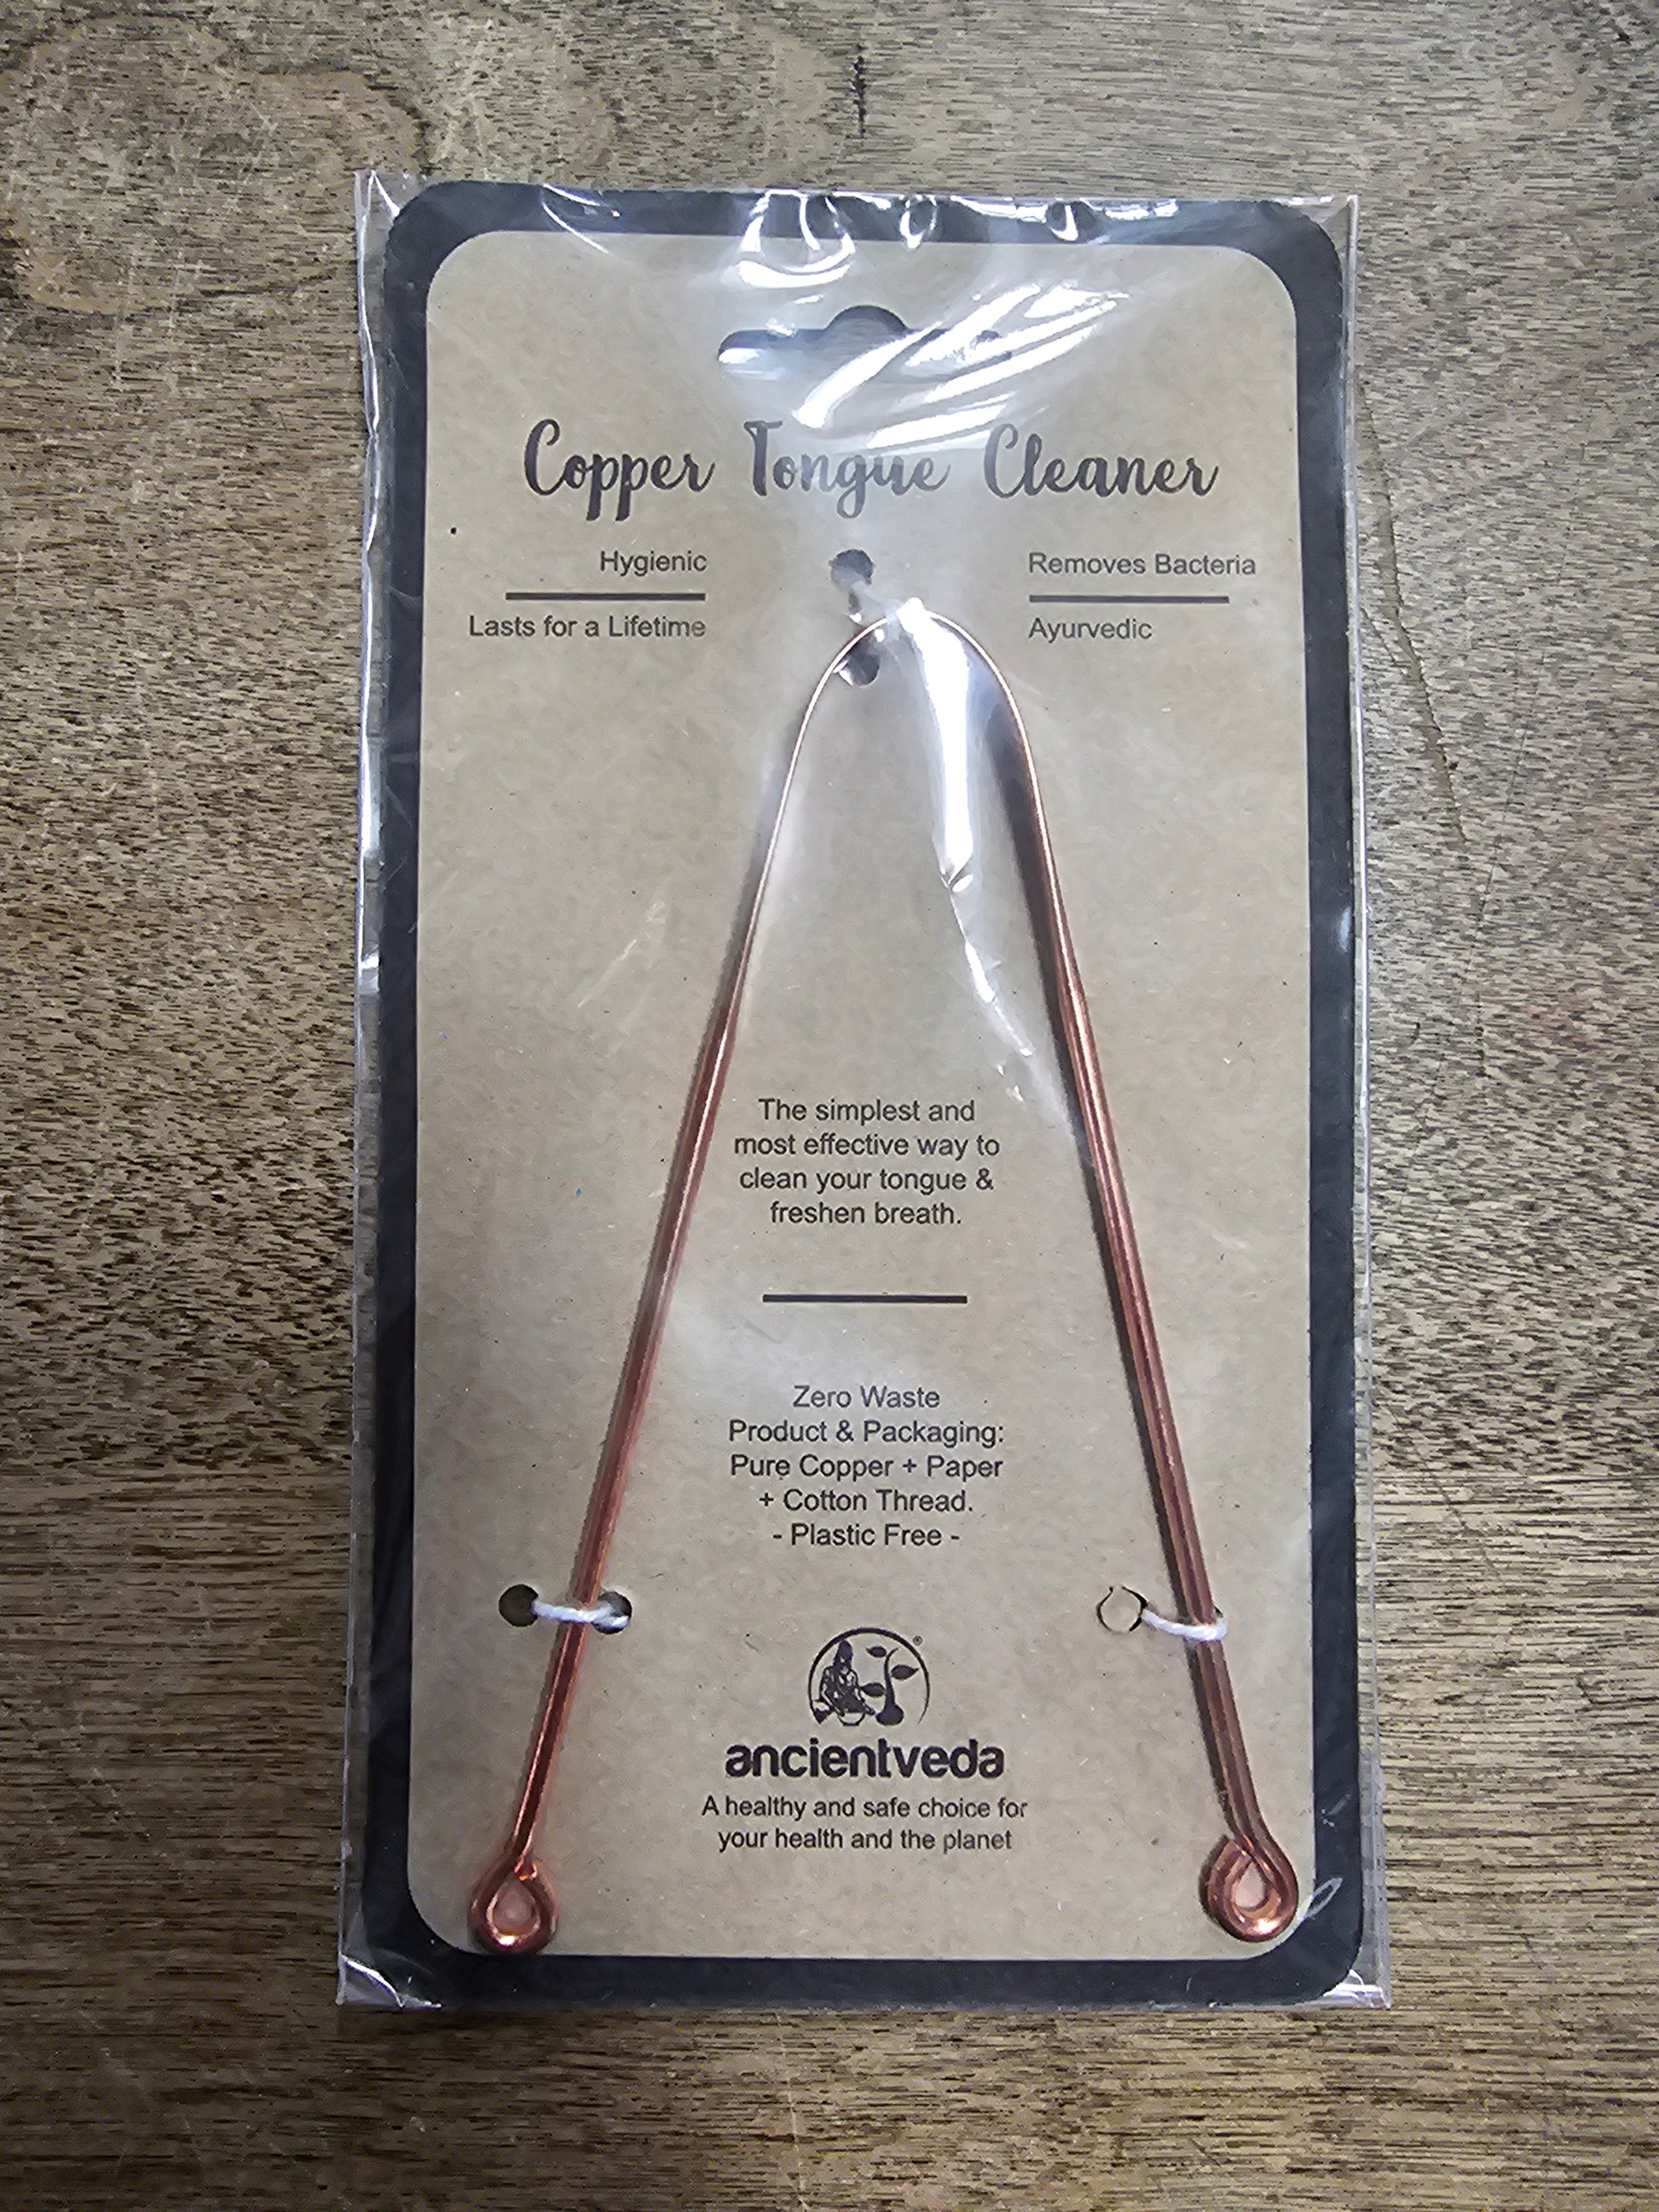 Copper Tongue Cleaner
Hygienic
Lasts for a Lifetime
Removes Bacteria
Ayurvedic
The simplest and
most effective way to
clean your tongue &
freshen breath.
Zero Waste
Product & Packaging:
Pure Copper + Paper
+ Cotton Thread.
- Plastic Free -
®
ancientveda
A healthy and safe choice for
your health and the planet